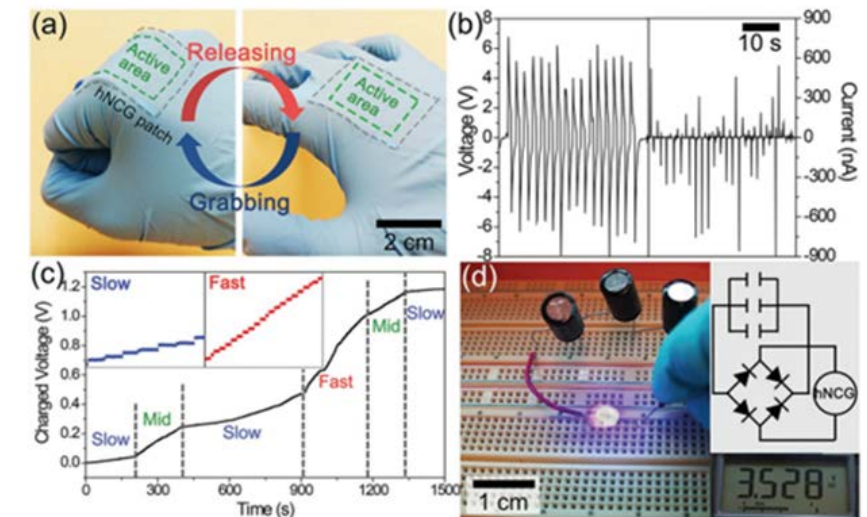 (a)
Active
area
hNCG patch
Releasing
Grabbing
Active
area
2 cm
(b)
10 s
Voltage (V)
8
6
4
2
0
-2
-4
-6
-8
900
600
300
0
-300
-600
-900
Current (nA)
(c)
Charged Voltage (V)
1.2
1.0
0.8
0.6
0.4
0.2
0.0
Slow
Fast
Slow
Mid
Slow
Fast
Mid
Slow
0 300 600 900 1200 1500
Time (s)
(d)
1 cm
hNCG
3.528